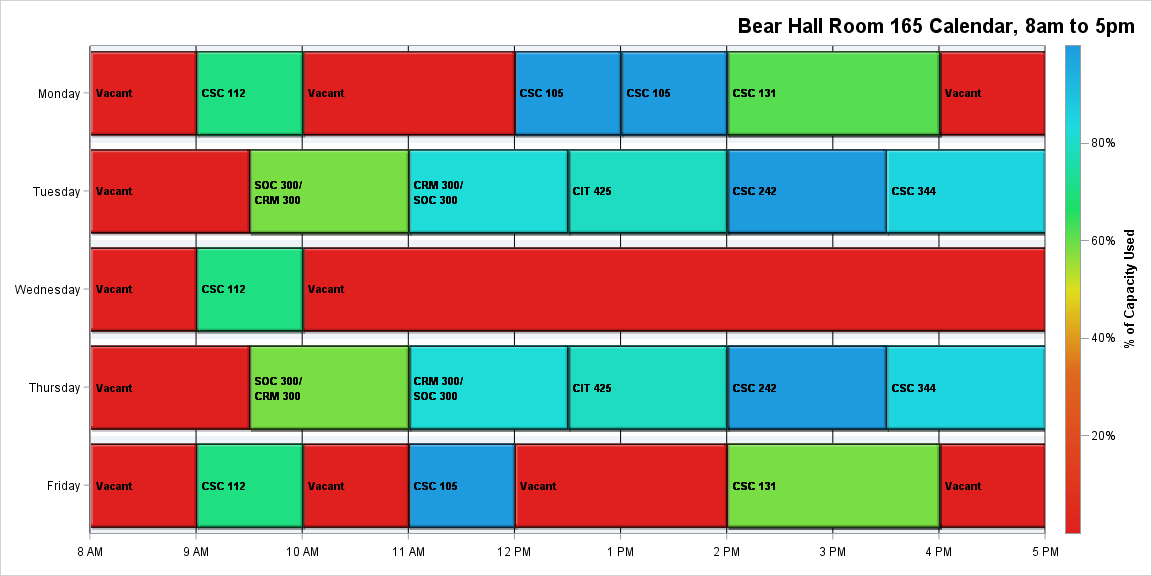 Bear Hall Room 165 Calendar, 8am to 5pm
Monday
Vacant
CSC 112
Vacant
CSC 105
CSC 105
CSC 131
Vacant
Tuesday
Vacant
SOC 300/
CRM 300
CRM 300/
SOC 300
CIT 425
CSC 242
CSC 344
Wednesday
Vacant
CSC 112
Vacant
Thursday
Vacant
SOC 300/
CRM 300
CRM 300/
SOC 300
CIT 425
CSC 242
CSC 344
Friday
Vacant
CSC 112
Vacant
CSC 105
Vacant
CSC 131
Vacant
8 AM
9 AM
10 AM
11 AM
12 PM
1 PM
2 PM
3 PM
4 PM
5 PM
80%
60%
40%
20%
% of Capacity Used